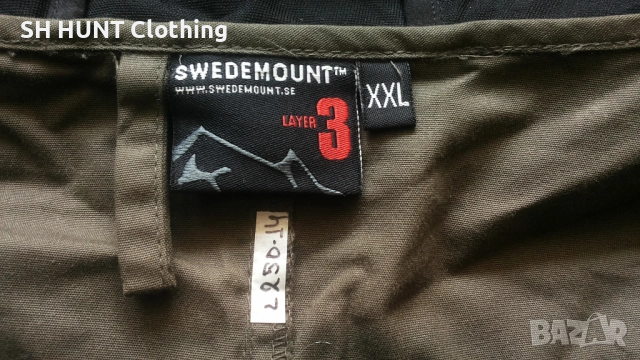 SH HUNT Clothing
SWEDEMOUNT™
WWW.SWEDEMOUNT.SE
XXL
LAYER 3
L250-14
BAZAR